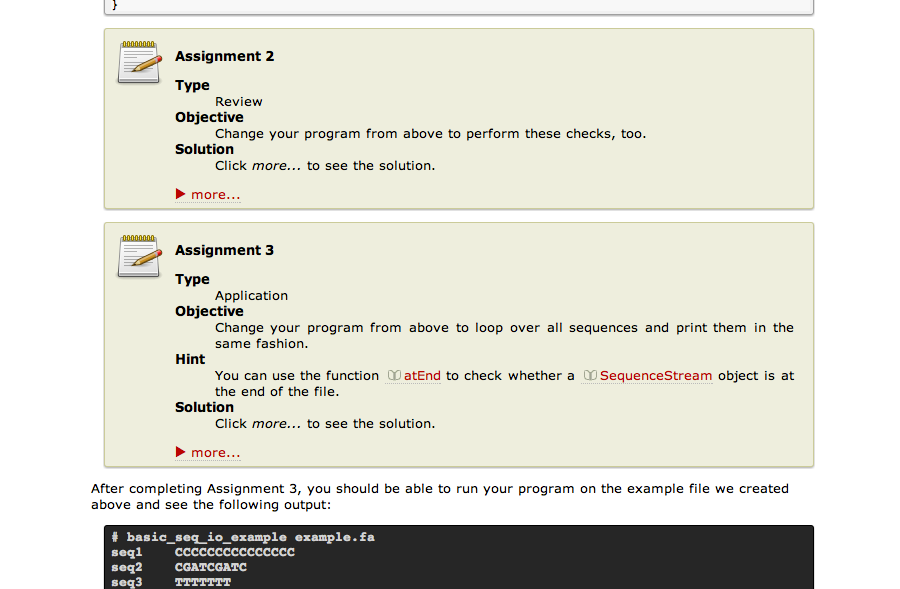 }
Assignment 2
Type
Review
Objective
Change your program from above to perform these checks, too.
Solution
Click more... to see the solution.
more...
Assignment 3
Type
Application
Objective
Change your program from above to loop over all sequences and print them in the
same fashion.
Hint
You can use the function atEnd to check whether a SequenceStream object is at
the end of the file.
Solution
Click more... to see the solution.
more...
After completing Assignment 3, you should be able to run your program on the example file we created
above and see the following output:
# basic_seq_io_example example.fa
seq1 CCCCCCCCCCCCCCC
seq2 CGATCGATC
seq3 TTTTTTT